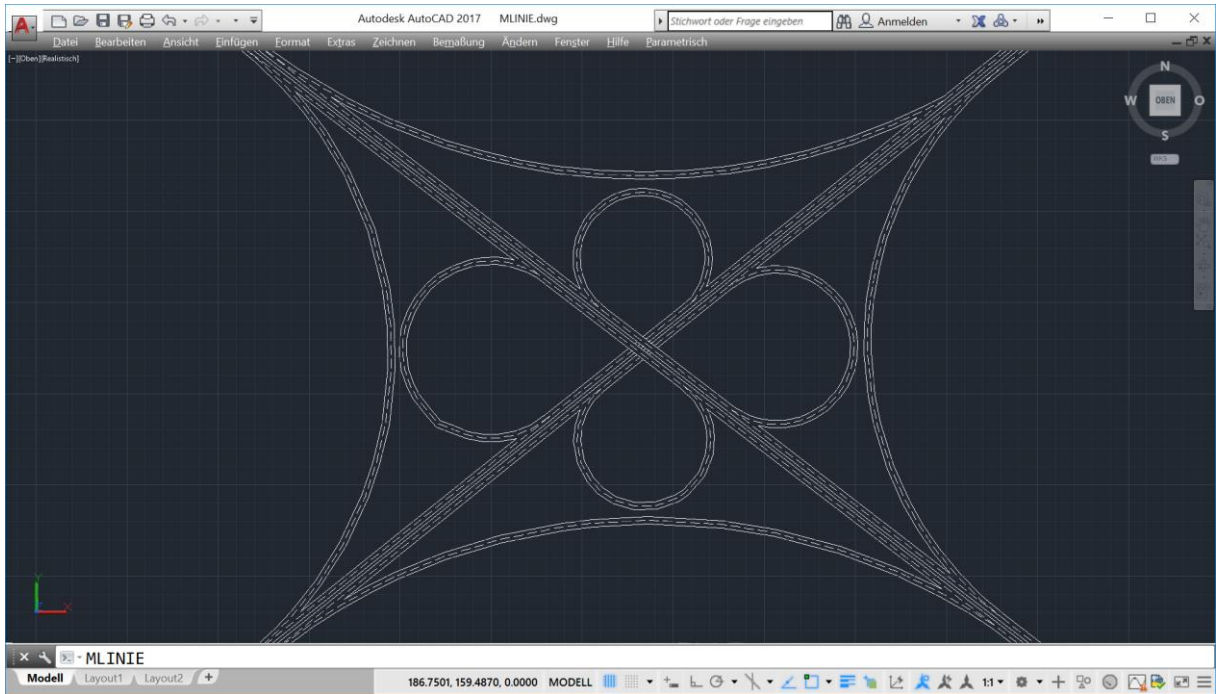 A Autodesk AutoCAD 2017 MLINIE.dwg Stichwort oder Frage eingeben Anmelden
Datei Bearbeiten Ansicht Einfügen Format Extras Zeichnen Bemaßung Ändern Fenster Hilfe Parametrisch
[−][Oben][Realistisch]
N
W OBEN O
S
Y
X
MLINIE
Modell Layout1 Layout2 + 186.7501, 159.4870, 0.0000 MODELL 1:1